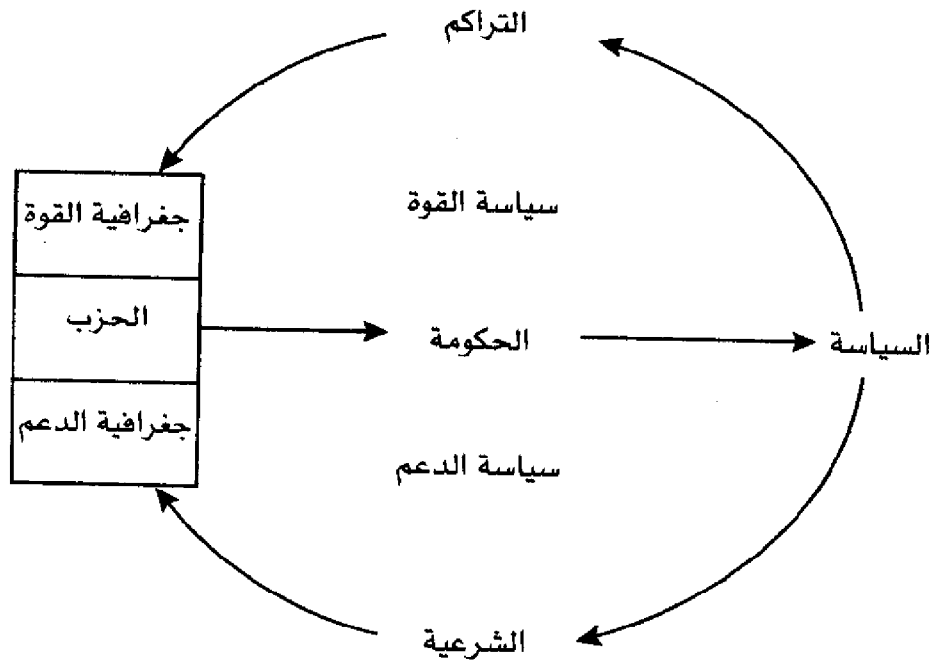 التراكم
سياسة القوة
جغرافية القوة
الحزب
الحكومة
السياسة
جغرافية الدعم
سياسة الدعم
الشرعية